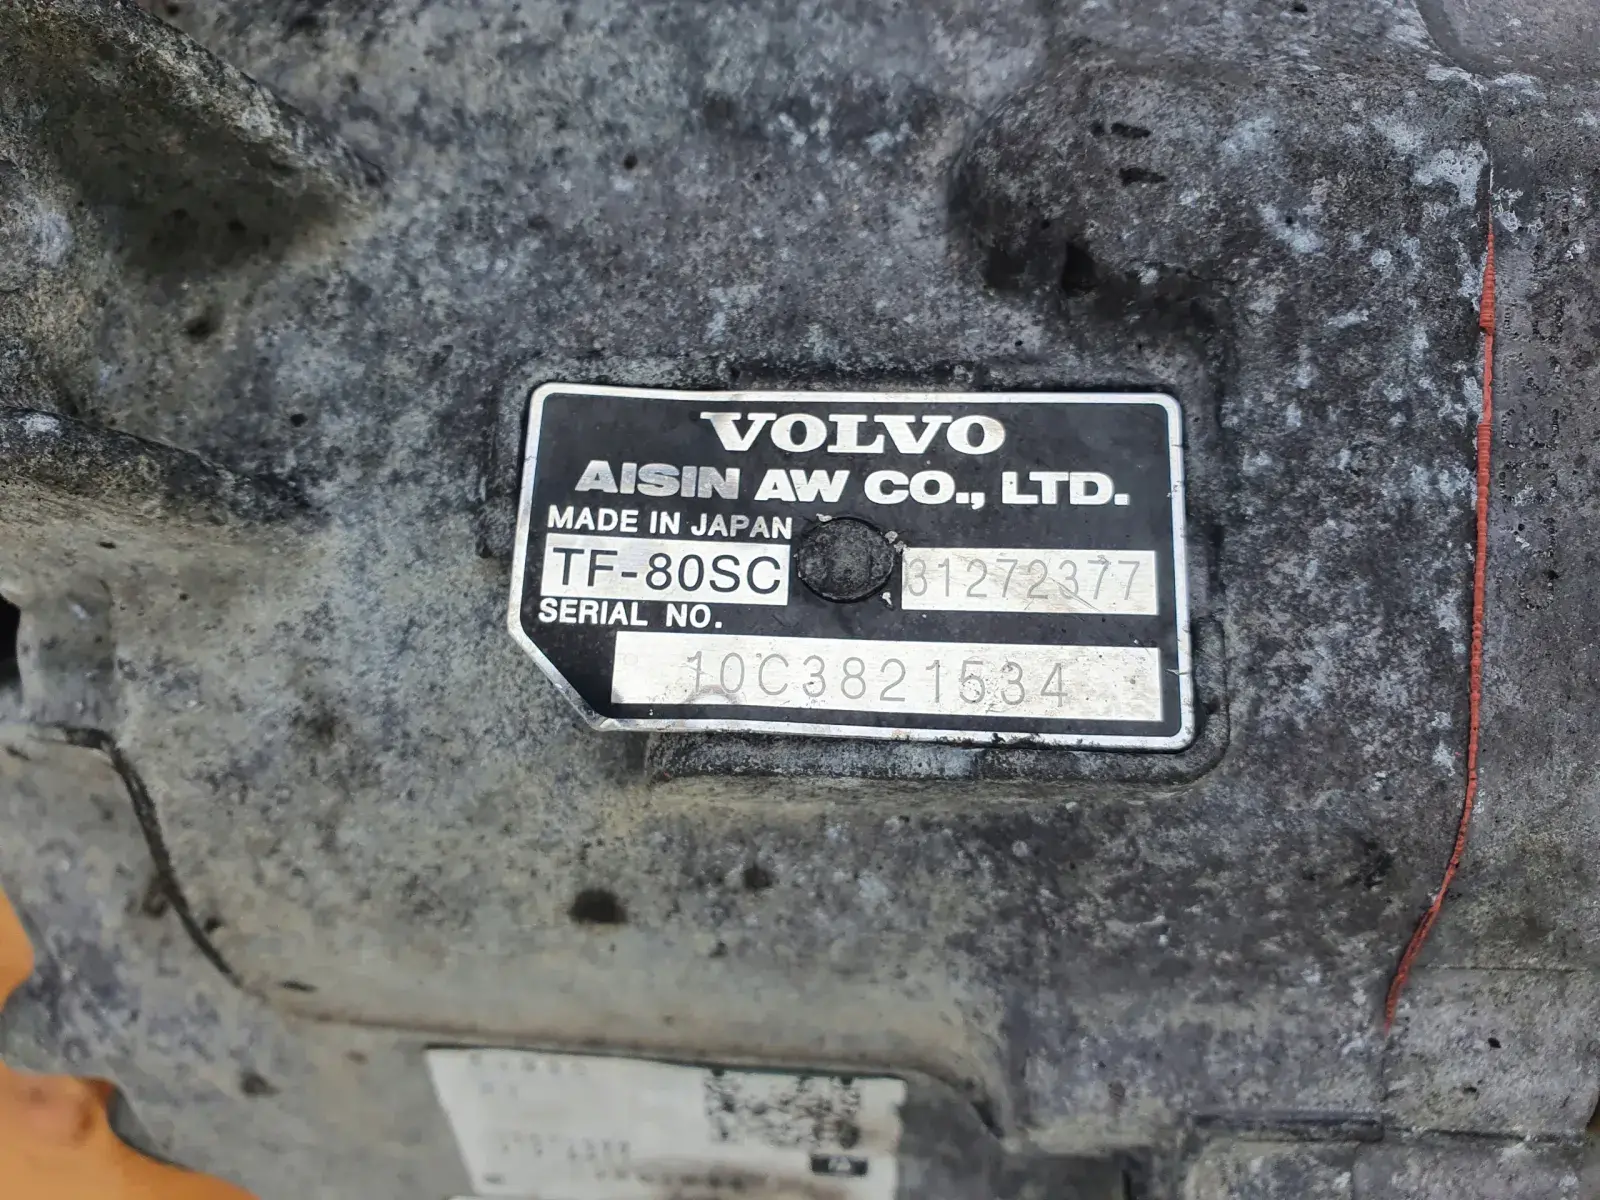 VOLVO
AISIN AW CO., LTD.
MADE IN JAPAN
TF-80SC 31272377
SERIAL NO.
10C3821534